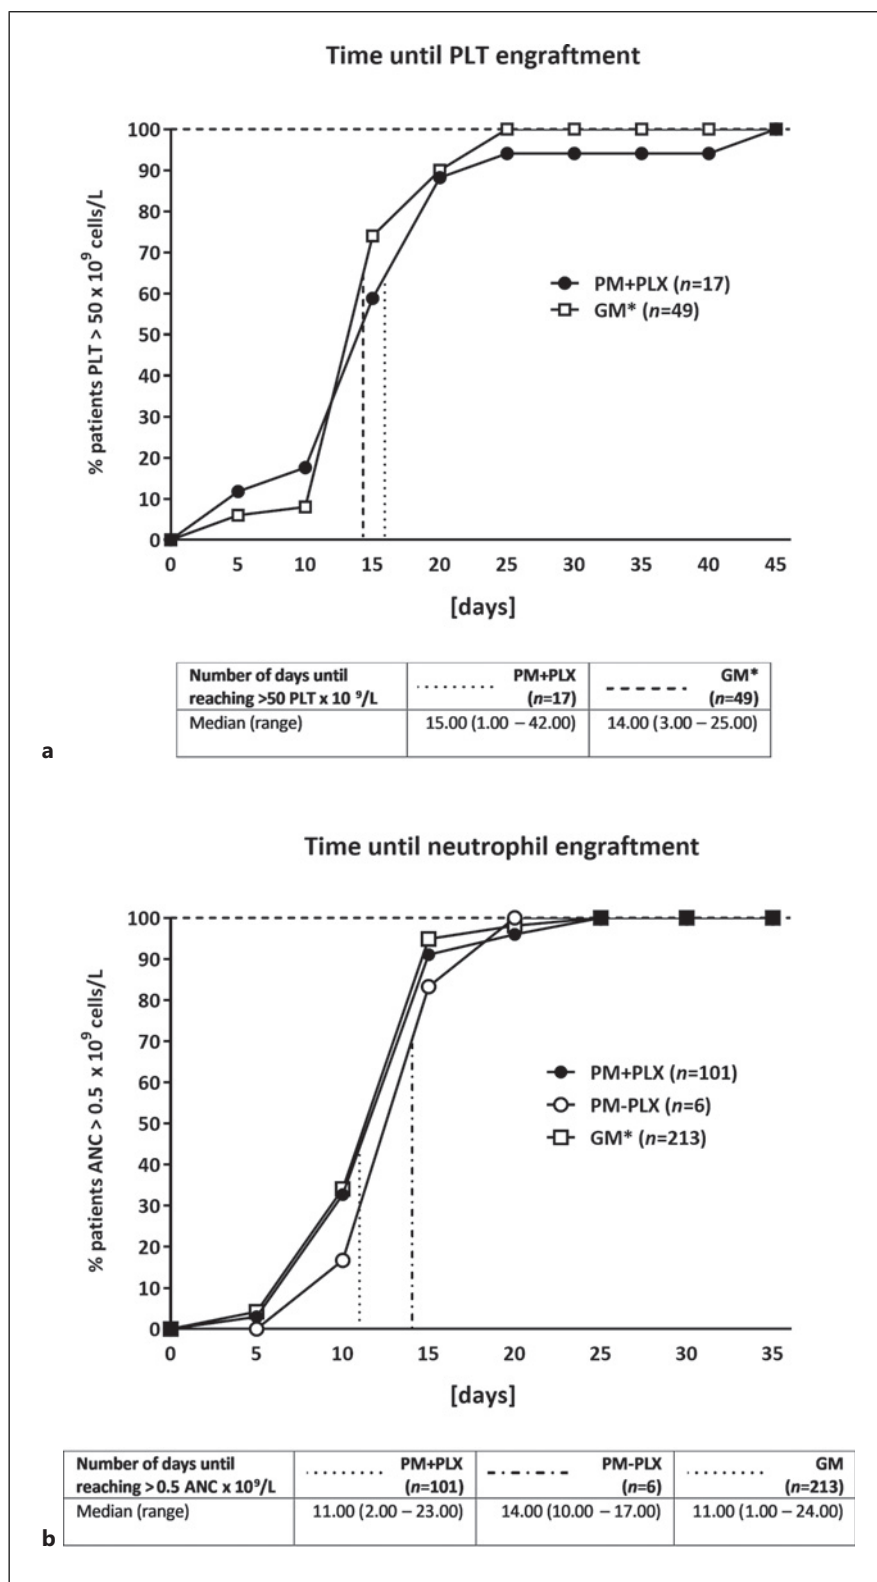 Time until PLT engraftment
% patients PLT > 50 x 10⁹ cells/L
100
90
80
70
60
50
40
30
20
10
0
PM+PLX (n=17)
GM* (n=49)
0 5 10 15 20 25 30 35 40 45
[days]
Number of days until reaching >50 PLT x 10 ⁹/L
PM+PLX (n=17)
GM* (n=49)
Median (range) 15.00 (1.00 – 42.00) 14.00 (3.00 – 25.00)
a
Time until neutrophil engraftment
% patients ANC > 0.5 x 10⁹ cells/L
100
90
80
70
60
50
40
30
20
10
0
PM+PLX (n=101)
PM-PLX (n=6)
GM* (n=213)
0 5 10 15 20 25 30 35
[days]
Number of days until reaching > 0.5 ANC x 10⁹/L
PM+PLX (n=101)
PM-PLX (n=6)
GM (n=213)
Median (range) 11.00 (2.00 – 23.00) 14.00 (10.00 – 17.00) 11.00 (1.00 – 24.00)
b